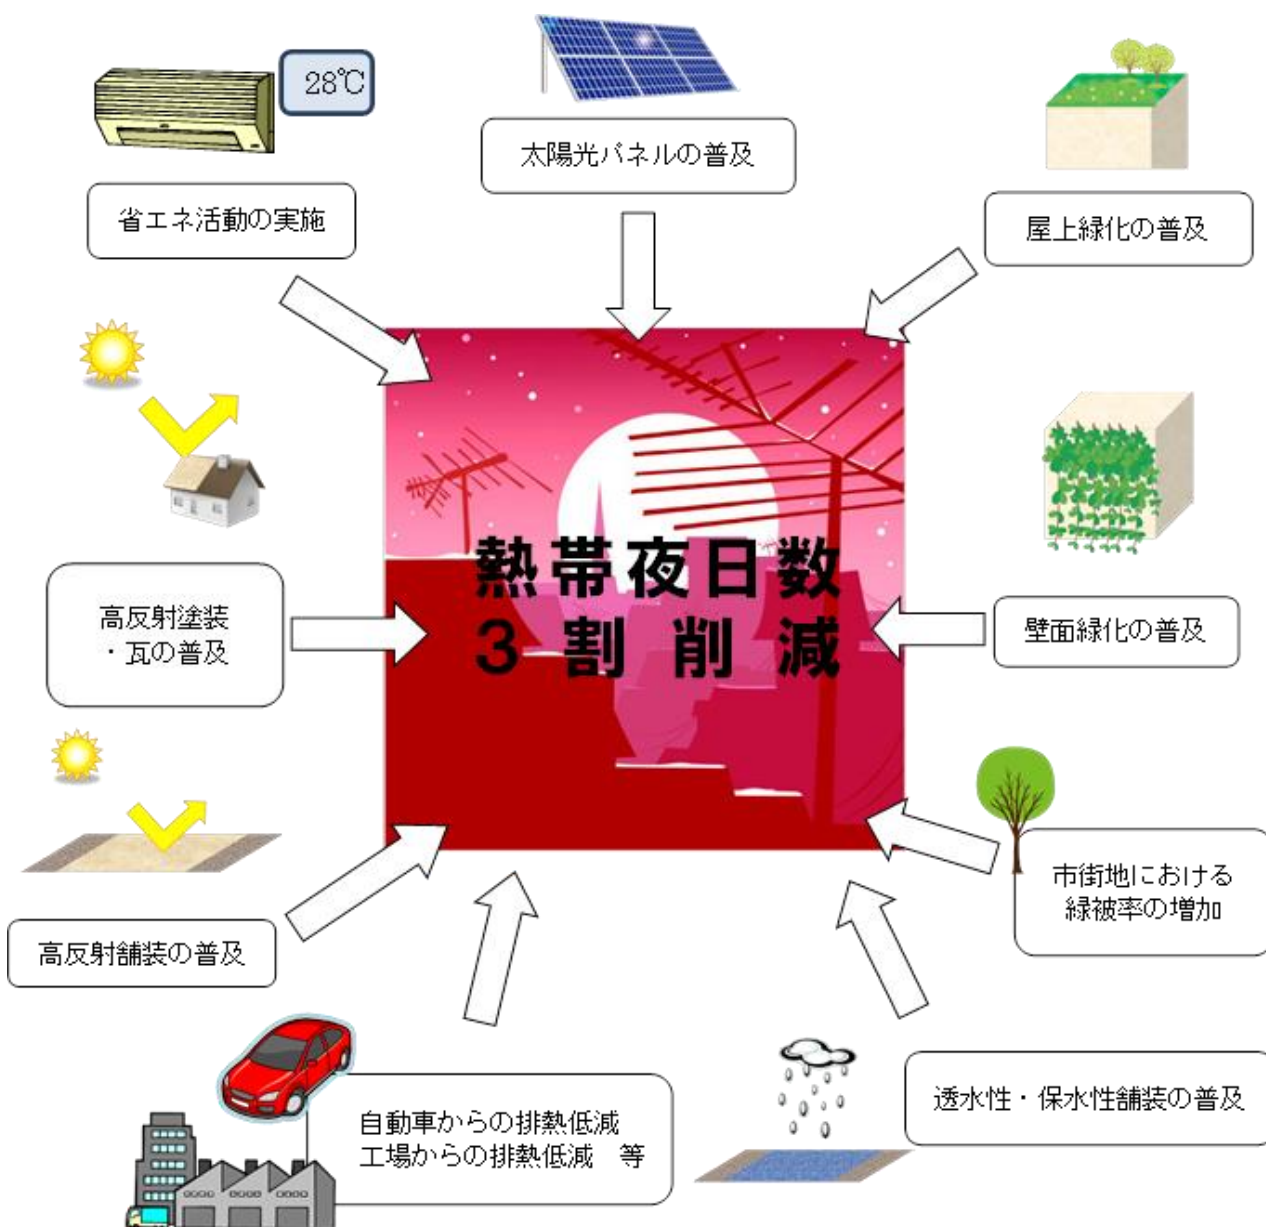 28℃
太陽光パネルの普及
省エネ活動の実施
屋上緑化の普及
熱帯夜日数
3割削減
高反射塗装
・瓦の普及
壁面緑化の普及
市街地における
緑被率の増加
高反射舗装の普及
透水性・保水性舗装の普及
自動車からの排熱低減
工場からの排熱低減　等